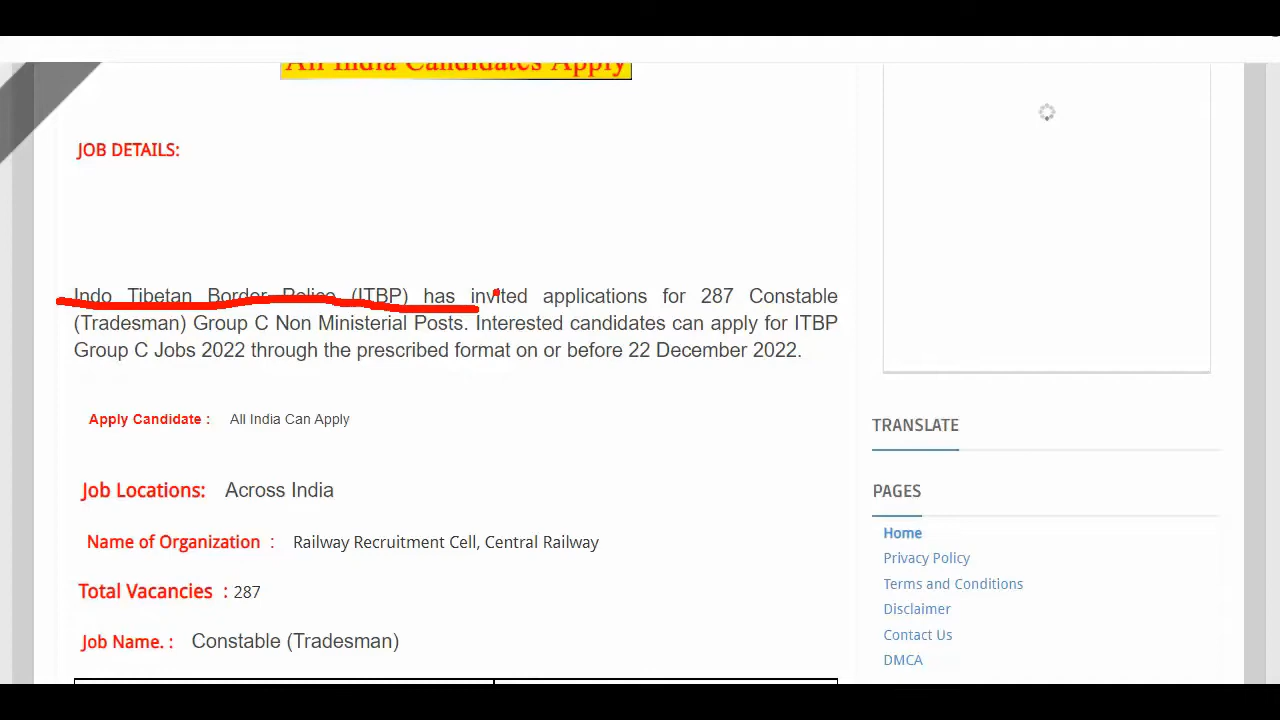 All India Candidates Apply
JOB DETAILS:
Indo Tibetan Border Police (ITBP) has invited applications for 287 Constable
(Tradesman) Group C Non Ministerial Posts. Interested candidates can apply for ITBP
Group C Jobs 2022 through the prescribed format on or before 22 December 2022.
Apply Candidate : All India Can Apply
Job Locations: Across India
Name of Organization : Railway Recruitment Cell, Central Railway
Total Vacancies : 287
Job Name. : Constable (Tradesman)
TRANSLATE
PAGES
Home
Privacy Policy
Terms and Conditions
Disclaimer
Contact Us
DMCA